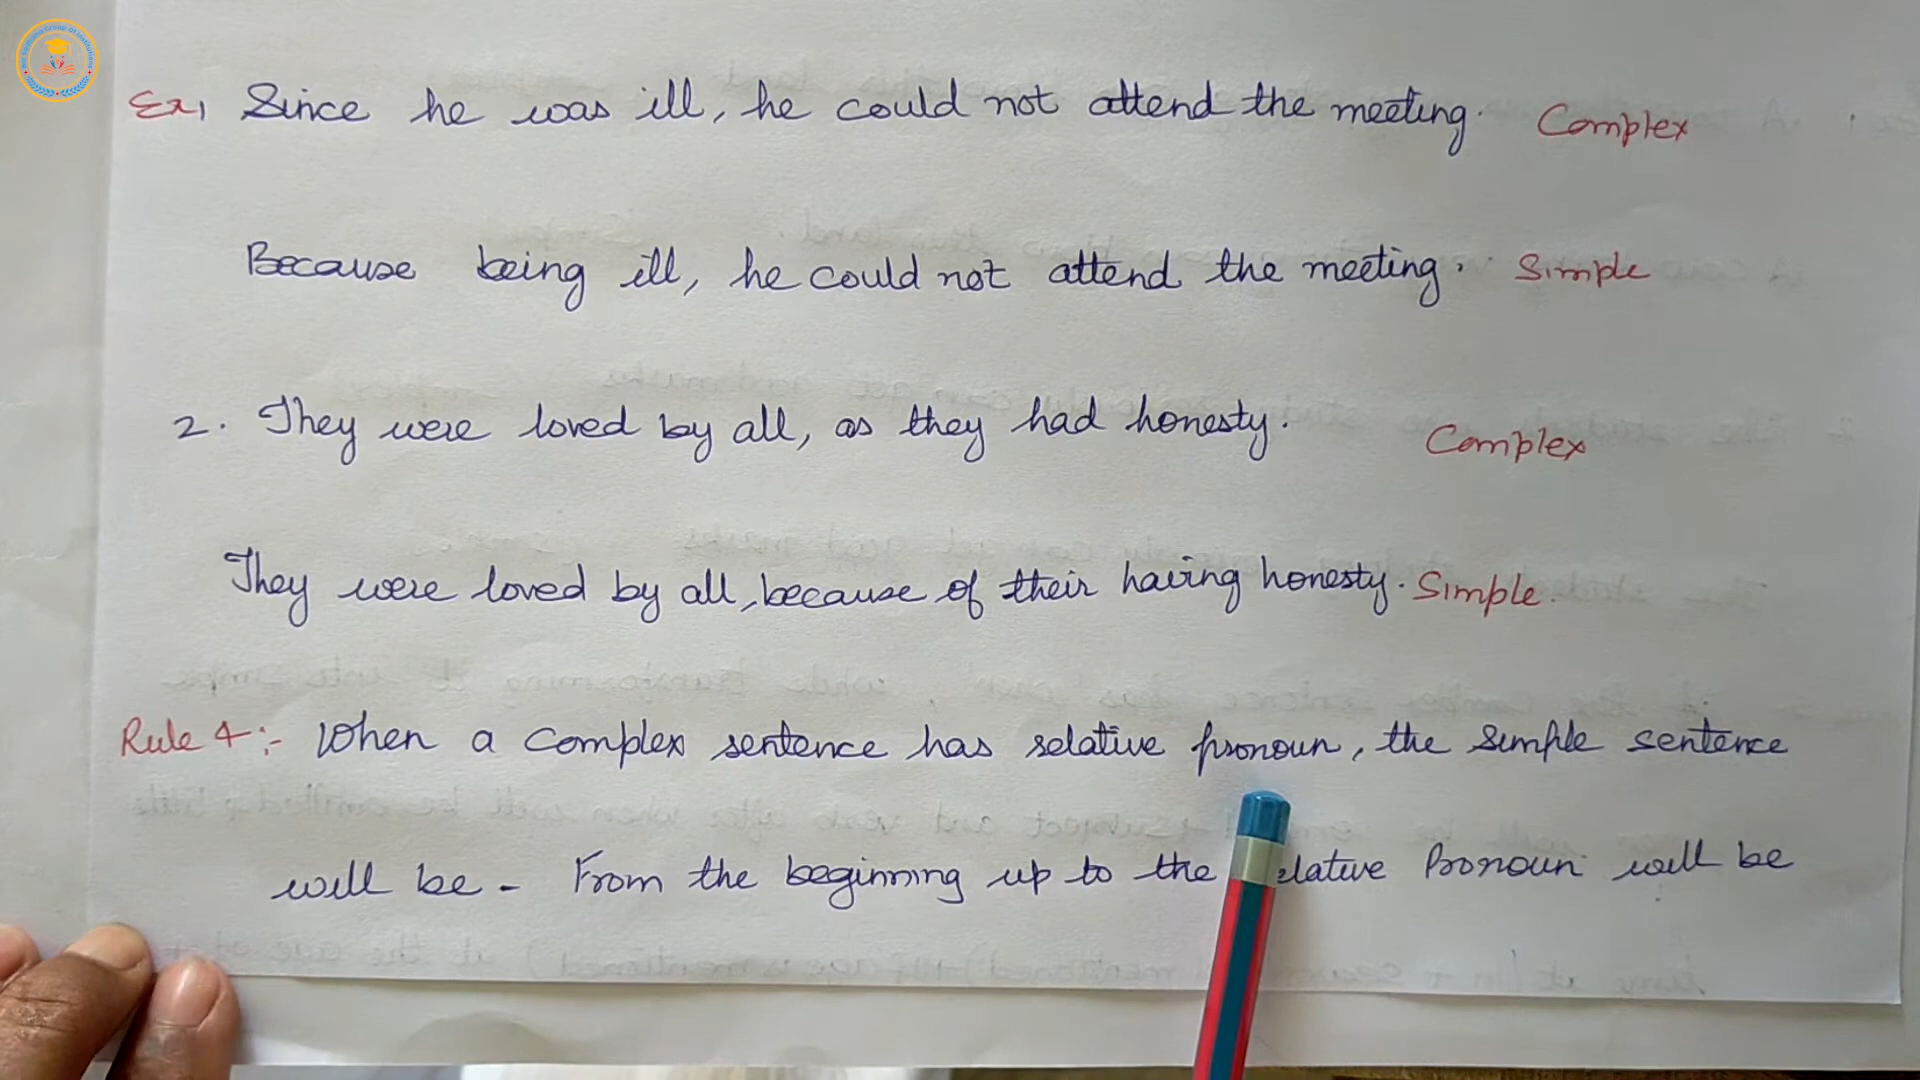 Ex1 Since he was ill, he could not attend the meeting. Complex
Because being ill, he could not attend the meeting. Simple
2. They were loved by all, as they had honesty. Complex
They were loved by all, because of their having honesty. Simple.
Rule 4:- When a complex sentence has relative pronoun, the simple sentence
will be - From the beginning up to the elative Pronoun will be